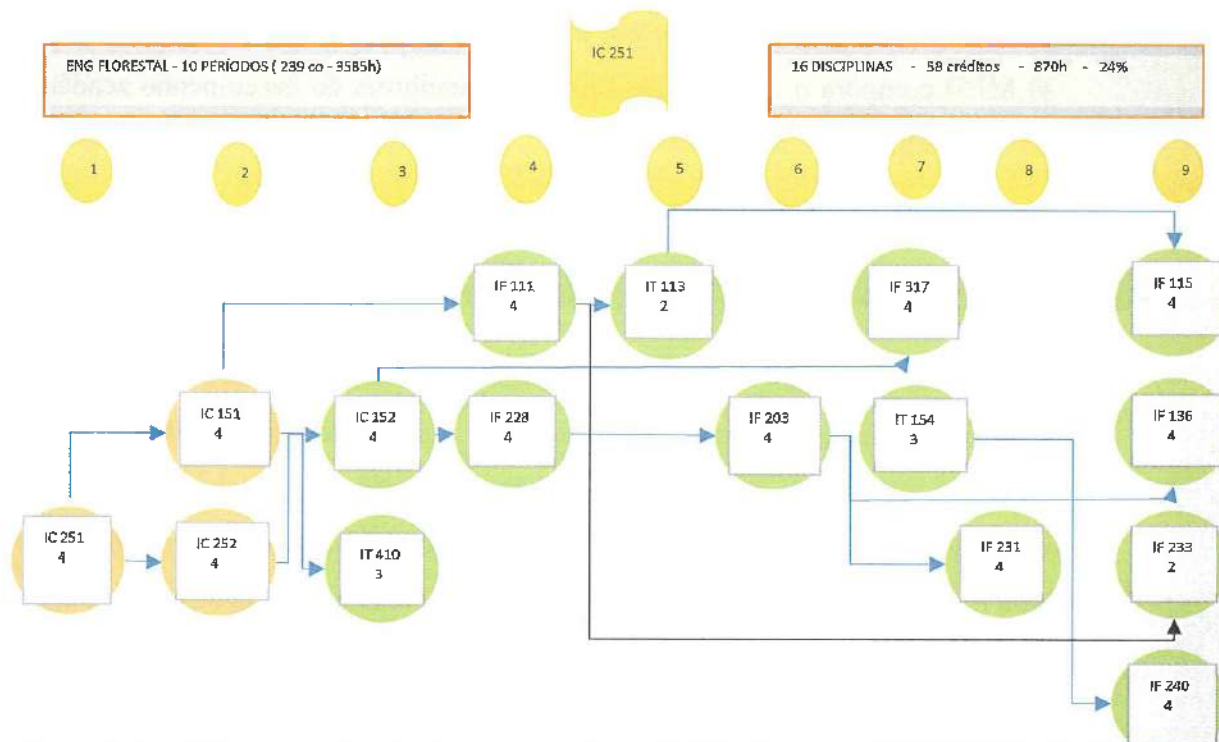 ENG FLORESTAL - 10 PERÍODOS ( 239 co - 3585h)
IC 251
16 DISCIPLINAS - 58 créditos - 870h - 24%
1
2
3
4
5
6
7
8
9
IF 111
4
IT 113
2
IF 317
4
IF 115
4
IC 151
4
IC 152
4
IF 228
4
IF 203
4
IT 154
3
IF 136
4
IC 251
4
IC 252
4
IT 410
3
IF 231
4
IF 233
2
IF 240
4